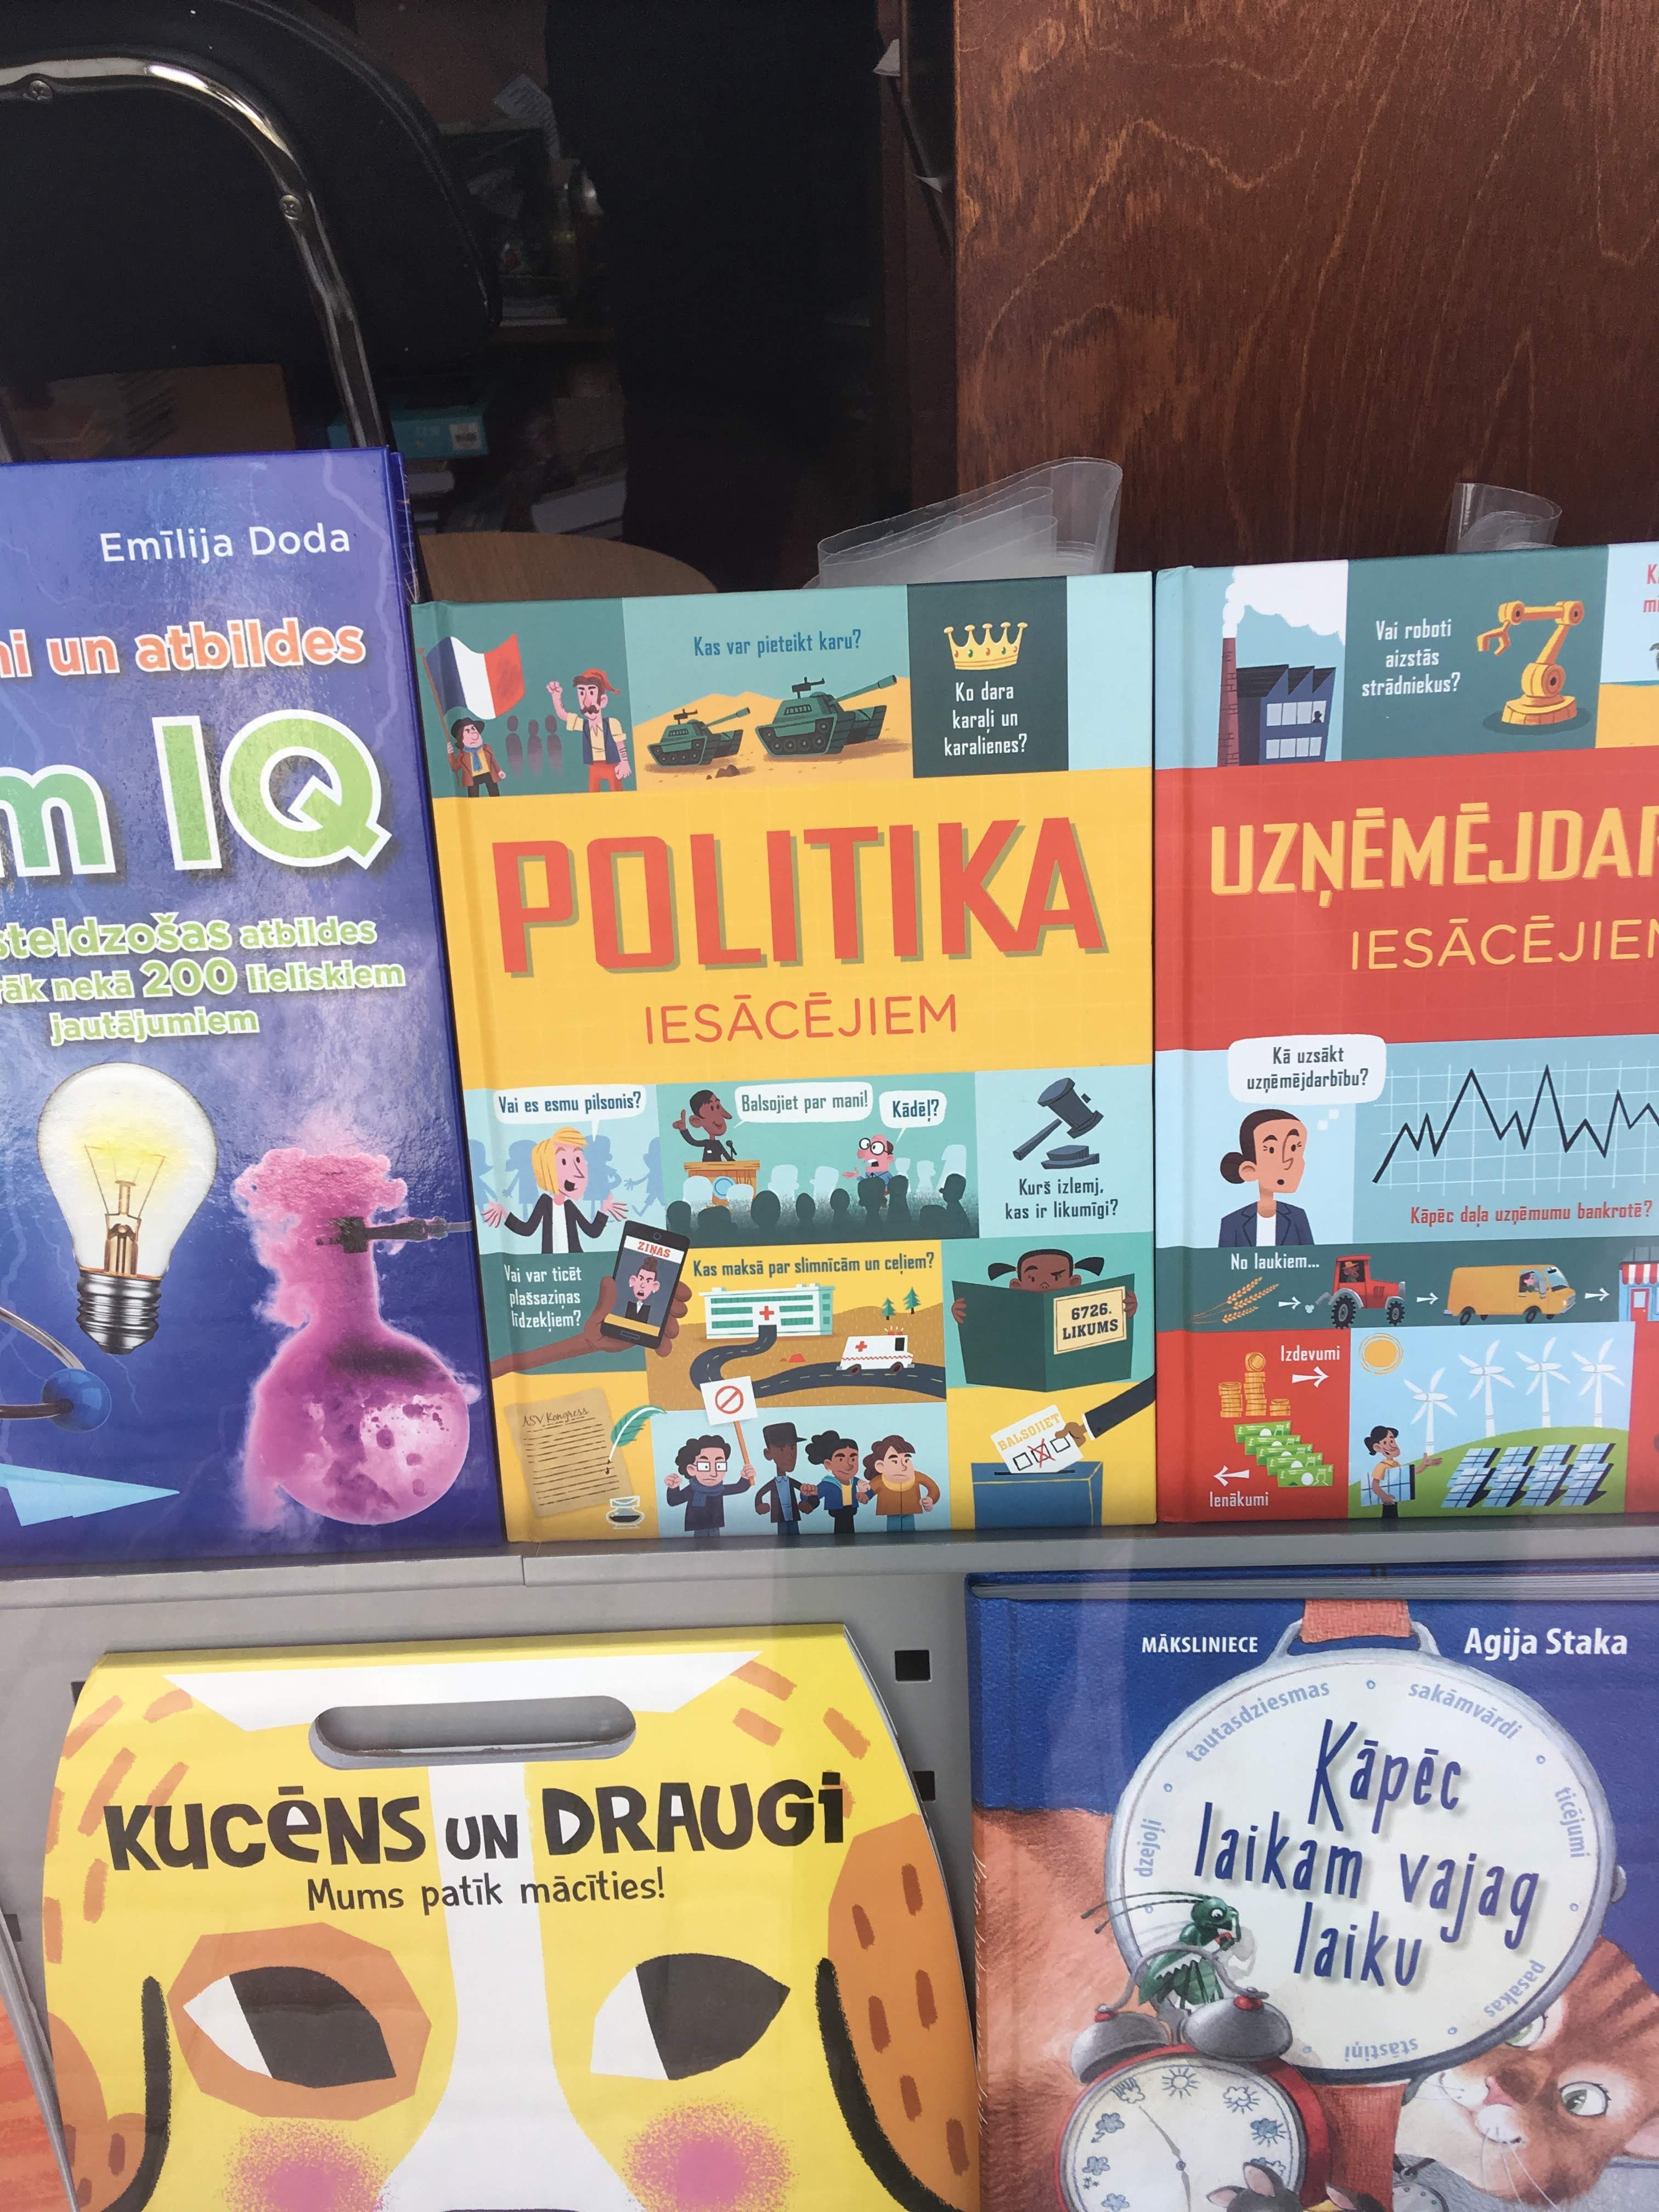 Emīlija Doda
un atbildes
IQ
atbildes
nekā 200 lieliskiem
jautājumiem
Kas var pieteikt karu?
Ko dara
karaļi un
karalienes?
POLITIKA
IESĀCĒJIEM
Vai es esmu pilsonis?
Balsojiet par mani!
Kādēļ?
Kurš izlemj,
kas ir likumīgi?
ZIŅAS
Vai var ticēt
plašsaziņas
līdzekļiem?
Kas maksā par slimnīcām un ceļiem?
6726.
LIKUMS
ASV Kongress
BALSOJIET
Vai roboti
aizstās
strādniekus?
UZŅĒMĒJDAR
IESĀCĒJIEM
Kā uzsākt
uzņēmējdarbību?
Kāpēc daļa uzņēmumu bankrotē?
No laukiem...
Izdevumi
Ienākumi
KUCĒNS UN DRAUGI
Mums patīk mācīties!
MĀKSLINIECE Agija Staka
tautasdziesmas
sakāmvārdi
ticējumi
pasakas
stāstiņi
dzejoļi
Kāpēc
laikam vajag
laiku